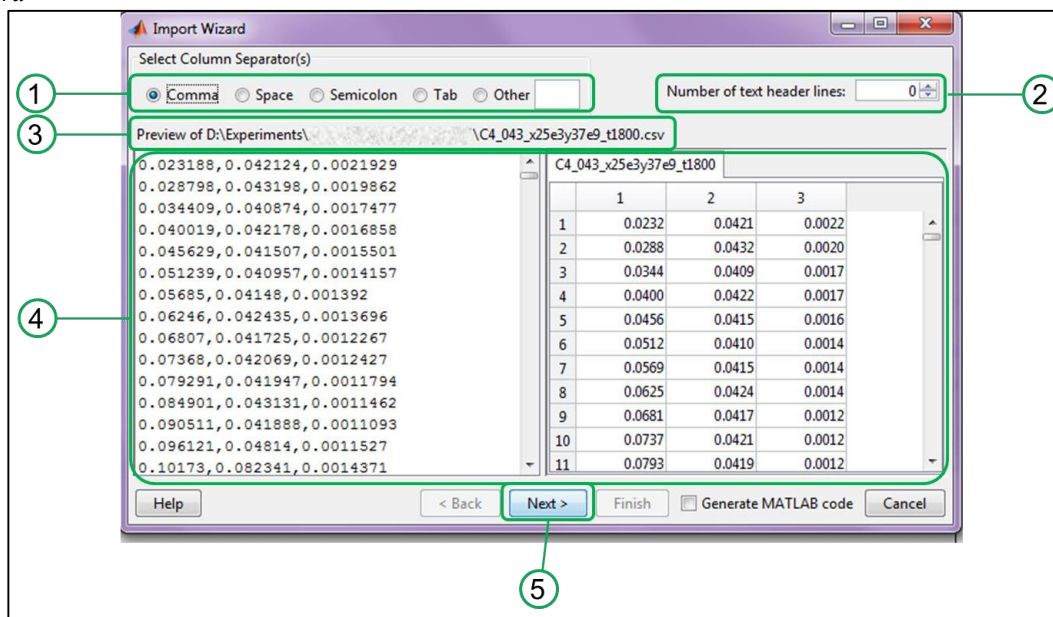 Import Wizard
Select Column Separator(s)
1
Comma Space Semicolon Tab Other
Number of text header lines: 0
2
3
Preview of D:\Experiments\ \C4_043_x25e3y37e9_t1800.csv
4
0.023188,0.042124,0.0021929
0.028798,0.043198,0.0019862
0.034409,0.040874,0.0017477
0.040019,0.042178,0.0016858
0.045629,0.041507,0.0015501
0.051239,0.040957,0.0014157
0.05685,0.04148,0.001392
0.06246,0.042435,0.0013696
0.06807,0.041725,0.0012267
0.07368,0.042069,0.0012427
0.079291,0.041947,0.0011794
0.084901,0.043131,0.0011462
0.090511,0.041888,0.0011093
0.096121,0.04814,0.0011527
0.10173,0.082341,0.0014371
C4_043_x25e3y37e9_t1800
1 2 3
1 0.0232 0.0421 0.0022
2 0.0288 0.0432 0.0020
3 0.0344 0.0409 0.0017
4 0.0400 0.0422 0.0017
5 0.0456 0.0415 0.0016
6 0.0512 0.0410 0.0014
7 0.0569 0.0415 0.0014
8 0.0625 0.0424 0.0014
9 0.0681 0.0417 0.0012
10 0.0737 0.0421 0.0012
11 0.0793 0.0419 0.0012
Help < Back Next > Finish Generate MATLAB code Cancel
5